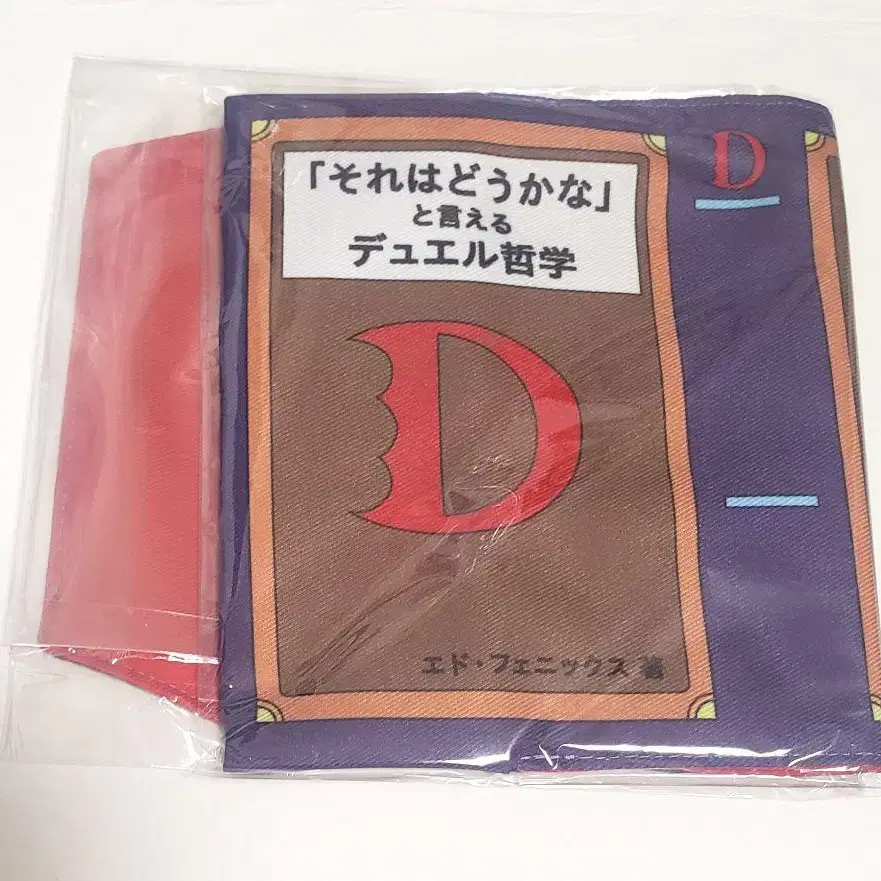 「それはどうかな」
と言える
デュエル哲学
D
エド・フェニックス 著
D